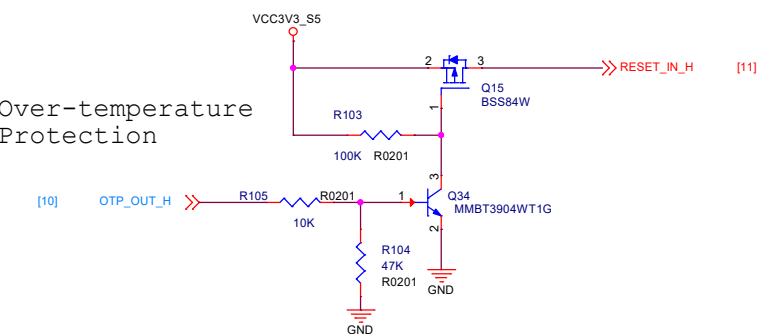 VCC3V3_S5
2
3
RESET_IN_H
[11]
Q15
BSS84W
1
Over-temperature
Protection
R103
100K
R0201
3
[10]
OTP_OUT_H
R105
R0201
10K
1
Q34
MMBT3904WT1G
2
R104
47K
R0201
GND
GND